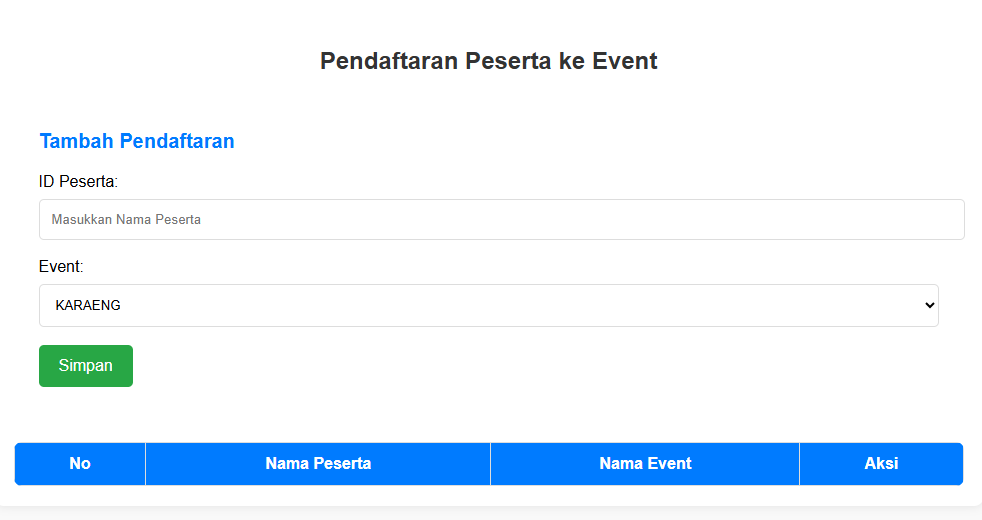 Pendaftaran Peserta ke Event
Tambah Pendaftaran
ID Peserta:
Masukkan Nama Peserta
Event:
KARAENG
Simpan
No Nama Peserta Nama Event Aksi